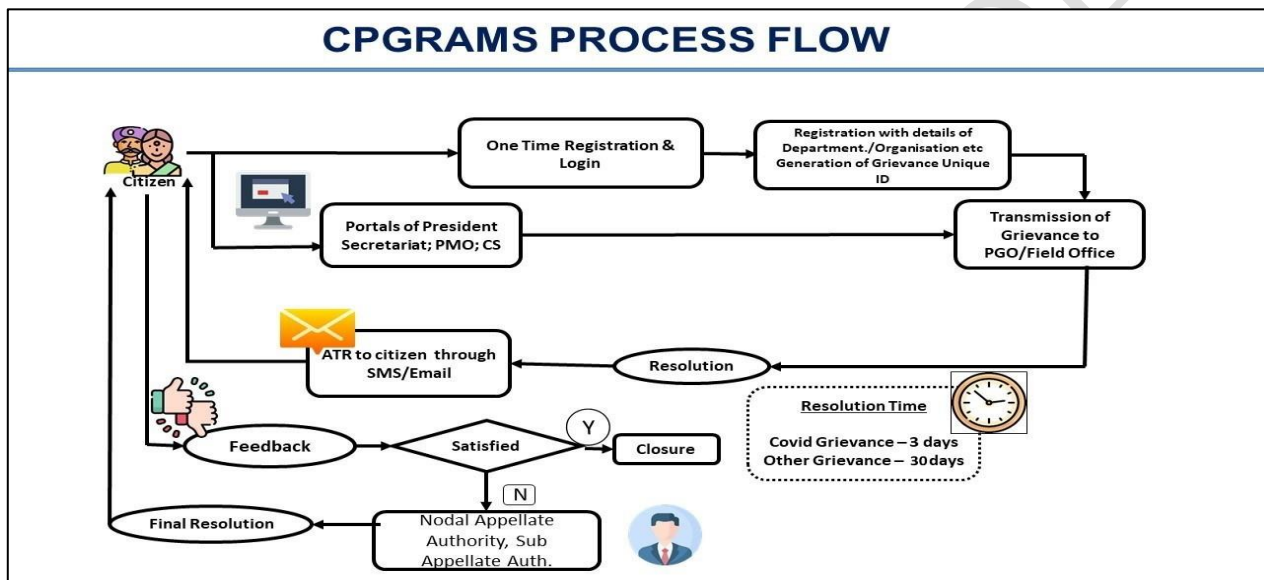 CPGRAMS PROCESS FLOW
Citizen
One Time Registration &
Login
Registration with details of
Department./Organisation etc
Generation of Grievance Unique
ID
Portals of President
Secretariat; PMO; CS
Transmission of
Grievance to
PGO/Field Office
ATR to citizen through
SMS/Email
Resolution
Resolution Time
Covid Grievance – 3 days
Other Grievance – 30 days
Feedback
Satisfied
Y
Closure
N
Final Resolution
Nodal Appellate
Authority, Sub
Appellate Auth.